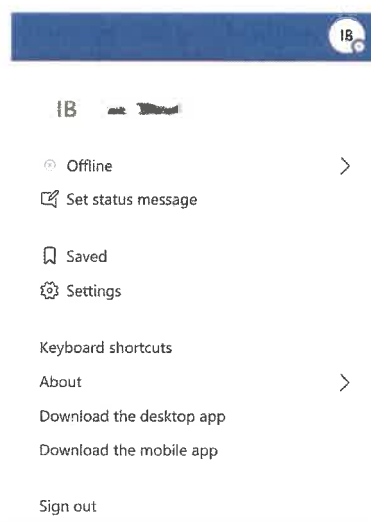 IB
IB
Offline
Set status message
Saved
Settings
Keyboard shortcuts
About
Download the desktop app
Download the mobile app
Sign out